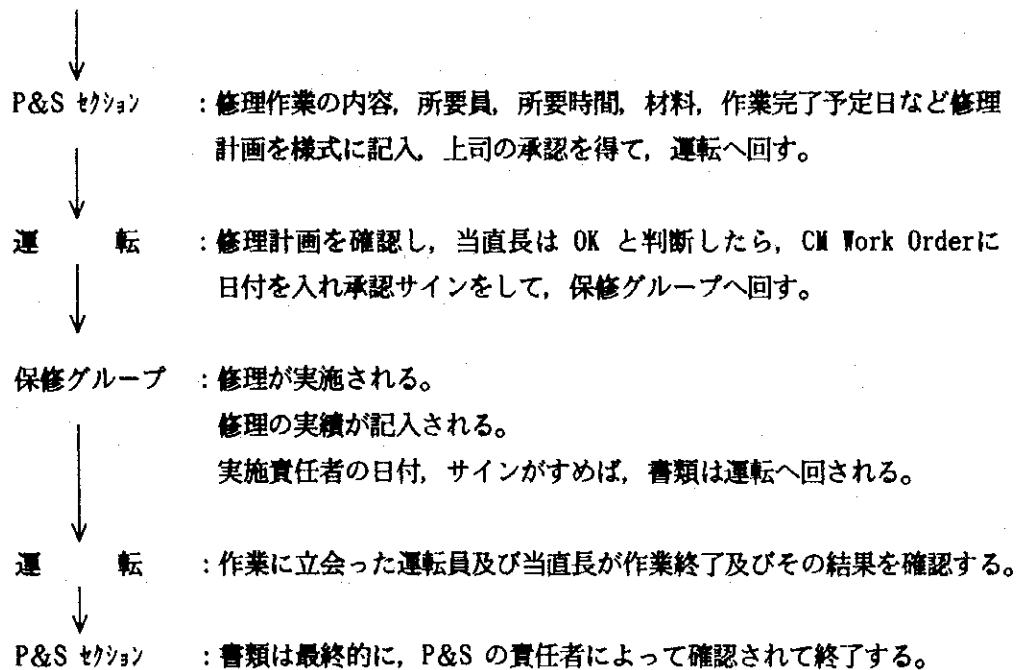 P&S ｾｸｼｮﾝ ：修理作業の内容，所要員，所要時間，材料，作業完了予定日など修理
計画を様式に記入，上司の承認を得て，運転へ回す。
運　　転 ：修理計画を確認し，当直長は OK と判断したら，CM Work Orderに
日付を入れ承認サインをして，保修グループへ回す。
保修グループ ：修理が実施される。
修理の実績が記入される。
実施責任者の日付，サインがすめば，書類は運転へ回される。
運　　転 ：作業に立会った運転員及び当直長が作業終了及びその結果を確認する。
P&S ｾｸｼｮﾝ ：書類は最終的に，P&S の責任者によって確認されて終了する。